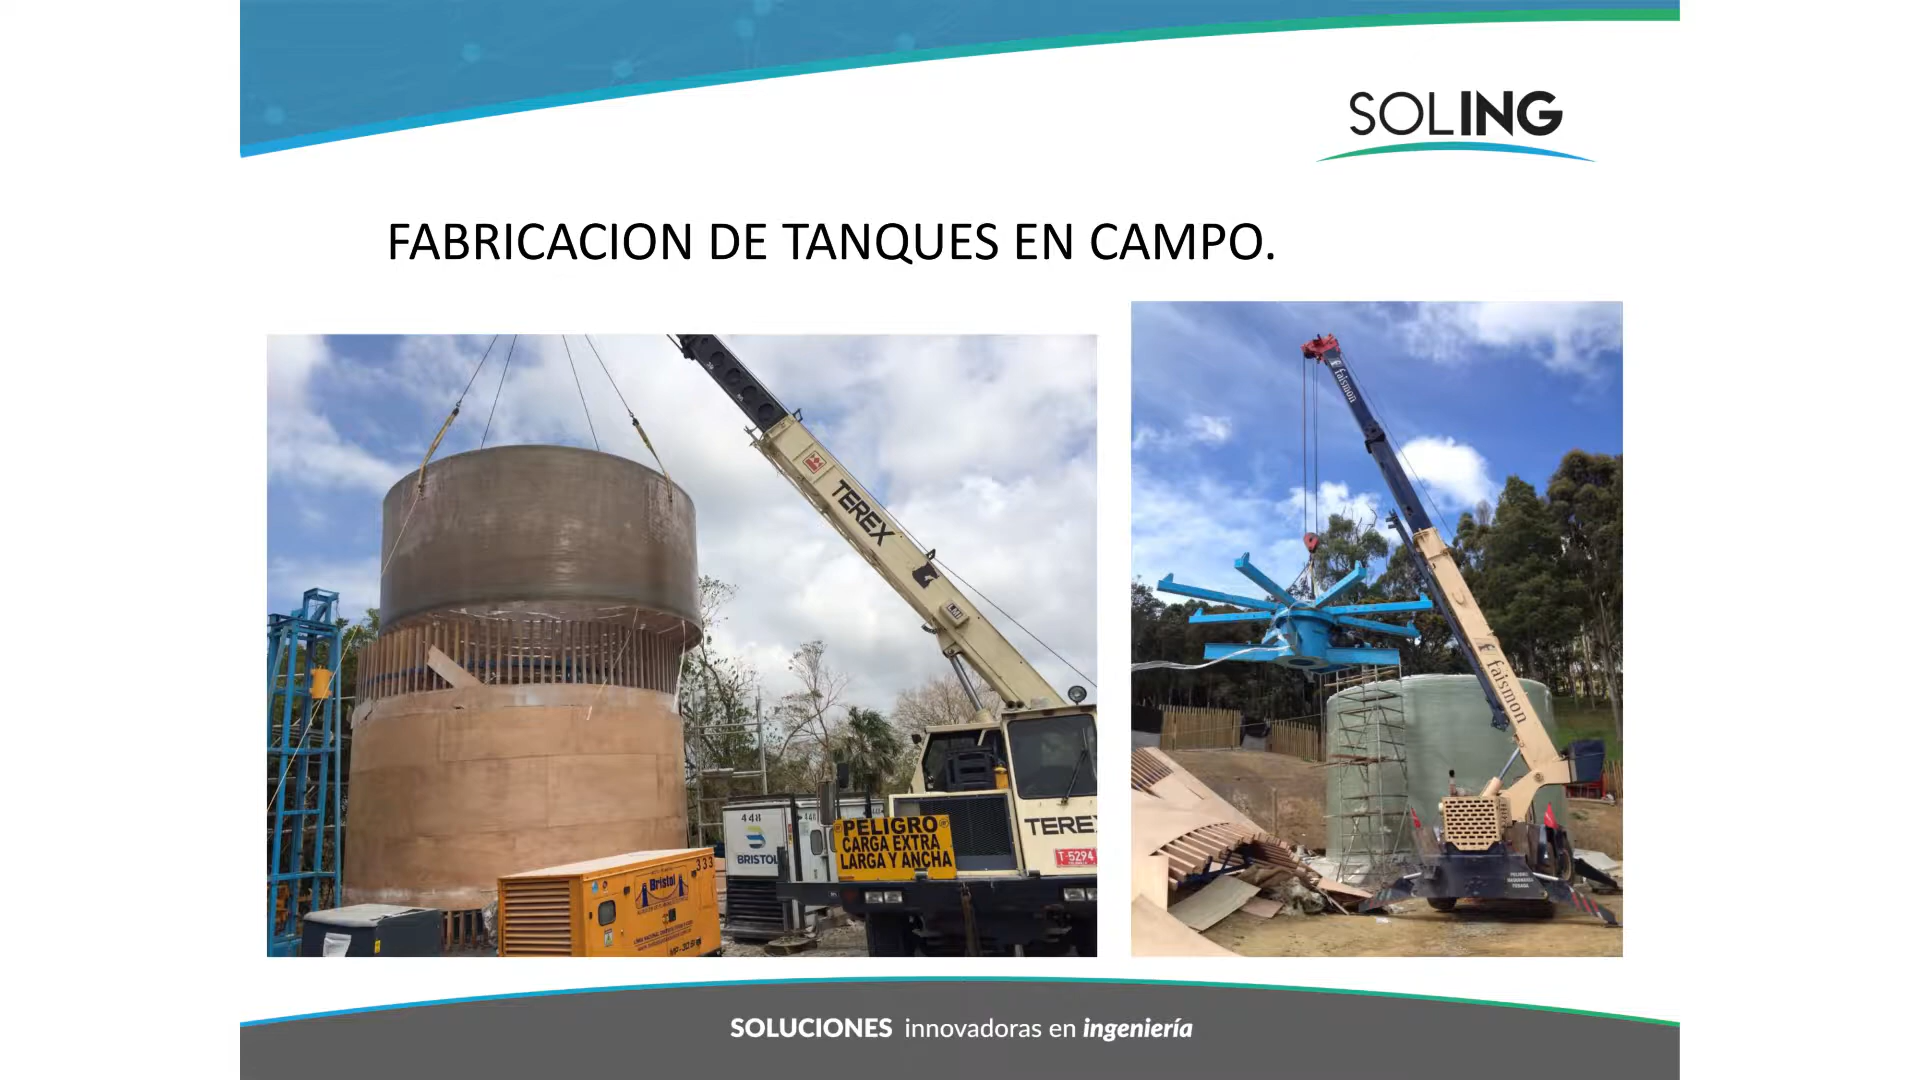 SOLING
FABRICACION DE TANQUES EN CAMPO.
TEREX
LMI
448
BRISTOL
PELIGRO
CARGA EXTRA
LARGA Y ANCHA
TEREX
T-5294
333
Bristol
faismon
faismon
SOLUCIONES innovadoras en ingeniería